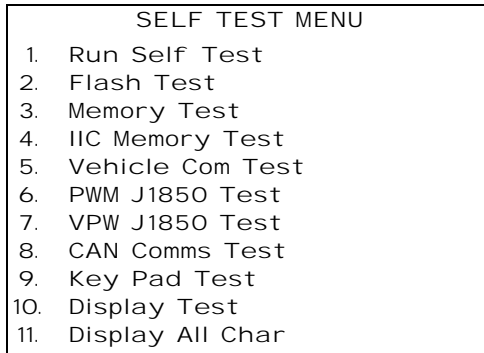 SELF TEST MENU
1. Run Self Test
2. Flash Test
3. Memory Test
4. IIC Memory Test
5. Vehicle Com Test
6. PWM J1850 Test
7. VPW J1850 Test
8. CAN Comms Test
9. Key Pad Test
10. Display Test
11. Display All Char